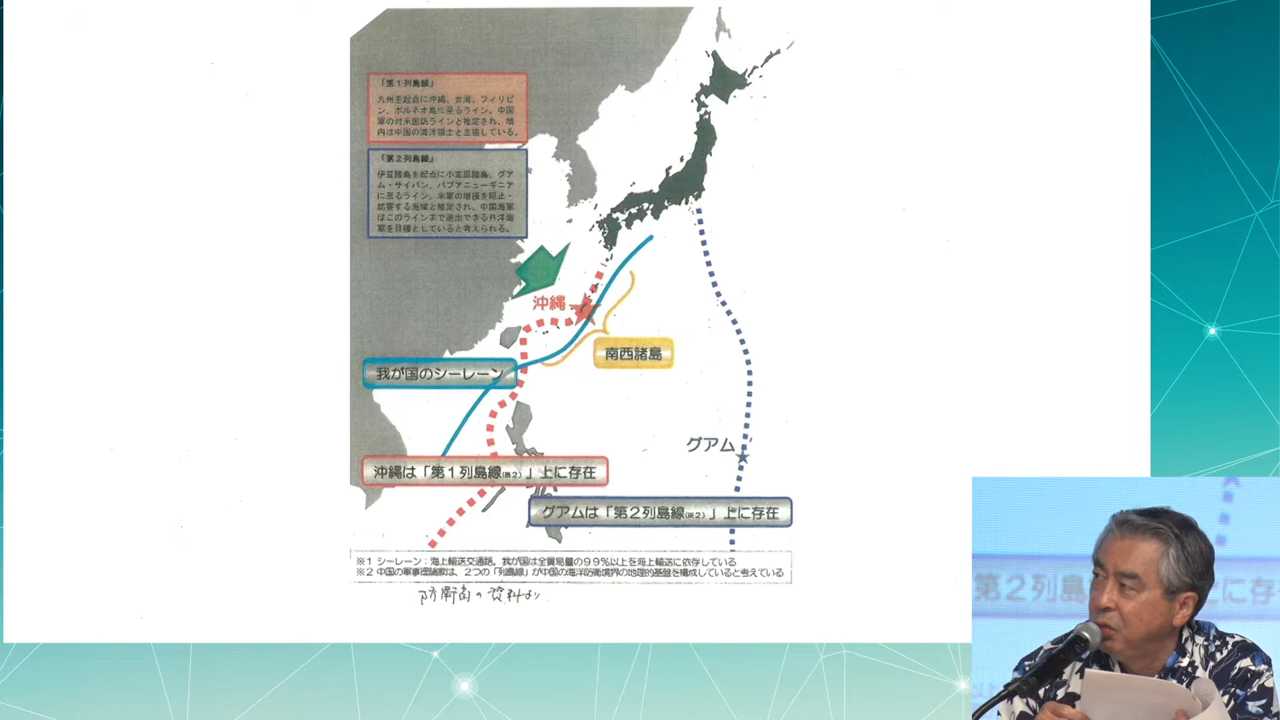 「第1列島線」
九州を起点に沖縄、台湾、フィリピ
ン、ボルネオ島に至るライン。中国
軍の対米国防ラインと推定され、境
内は中国の海洋領土と主張している。
「第2列島線」
伊豆諸島を起点に小笠原諸島、グア
ム・サイパン、パプアニューギニア
に至るライン。米軍の増援を阻止・
妨害する海域と推定され、中国海軍
はこのラインまで進出できる外洋海
軍を目標としていると考えられる。
沖縄
南西諸島
我が国のシーレーン
グアム
沖縄は「第1列島線(※2)」上に存在
グアムは「第2列島線(※2)」上に存在
※1 シーレーン：海上輸送交通路。我が国は全貿易量の99％以上を海上輸送に依存している
※2 中国の軍事理論家は、2つの「列島線」が中国の海洋防衛境界の地理的基盤を構成していると考えている
防衛省の資料より
第2列島
上に存